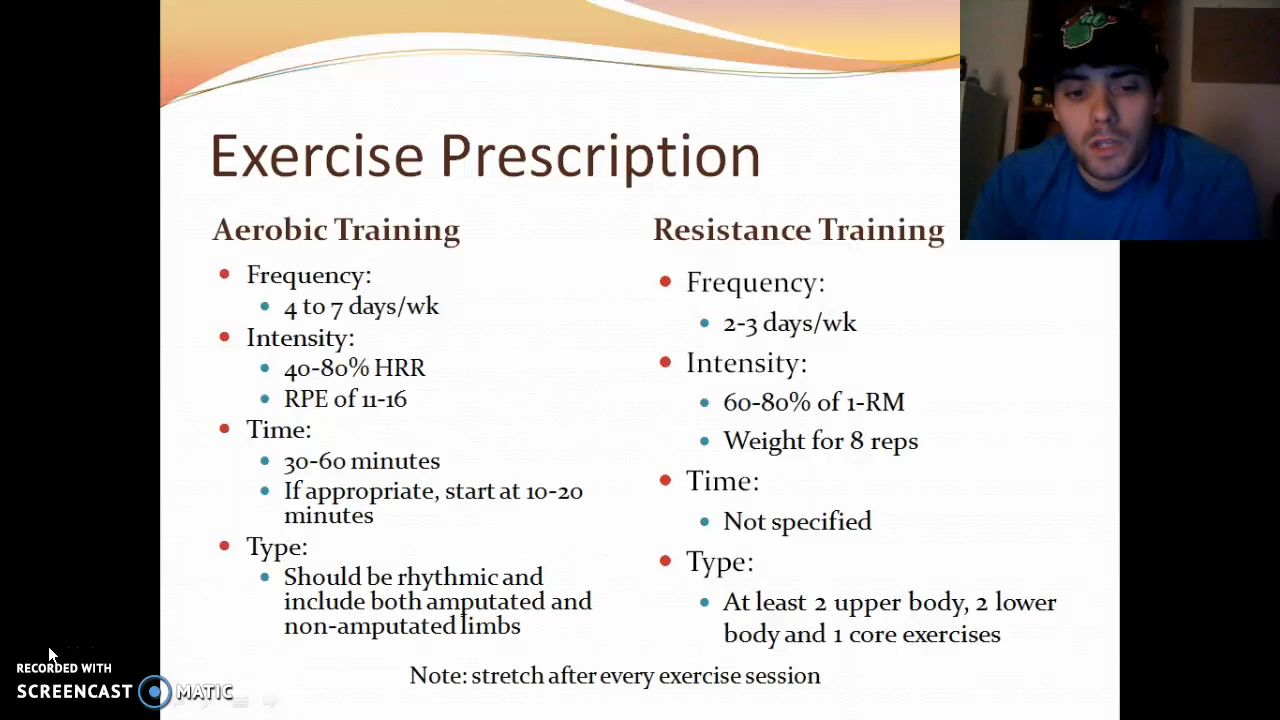 Exercise Prescription
Aerobic Training
Frequency:
4 to 7 days/wk
Intensity:
40-80% HRR
RPE of 11-16
Time:
30-60 minutes
If appropriate, start at 10-20
minutes
Type:
Should be rhythmic and
include both amputated and
non-amputated limbs
Resistance Training
Frequency:
2-3 days/wk
Intensity:
60-80% of 1-RM
Weight for 8 reps
Time:
Not specified
Type:
At least 2 upper body, 2 lower
body and 1 core exercises
Note: stretch after every exercise session
RECORDED WITH
SCREENCAST MATIC